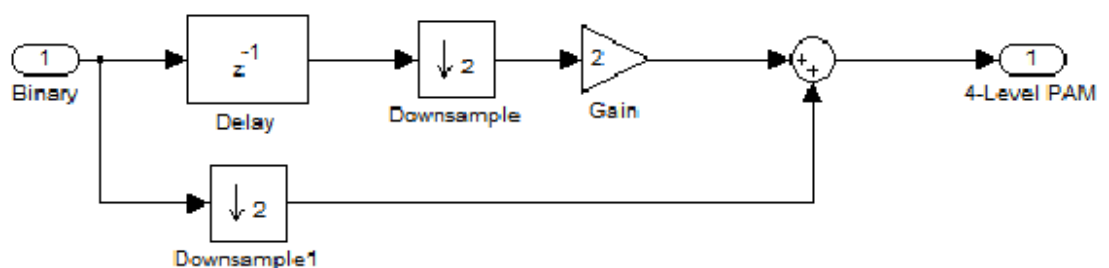 1
Binary
z-1
Delay
↓ 2
Downsample
2
Gain
+
+
1
4-Level PAM
↓ 2
Downsample1